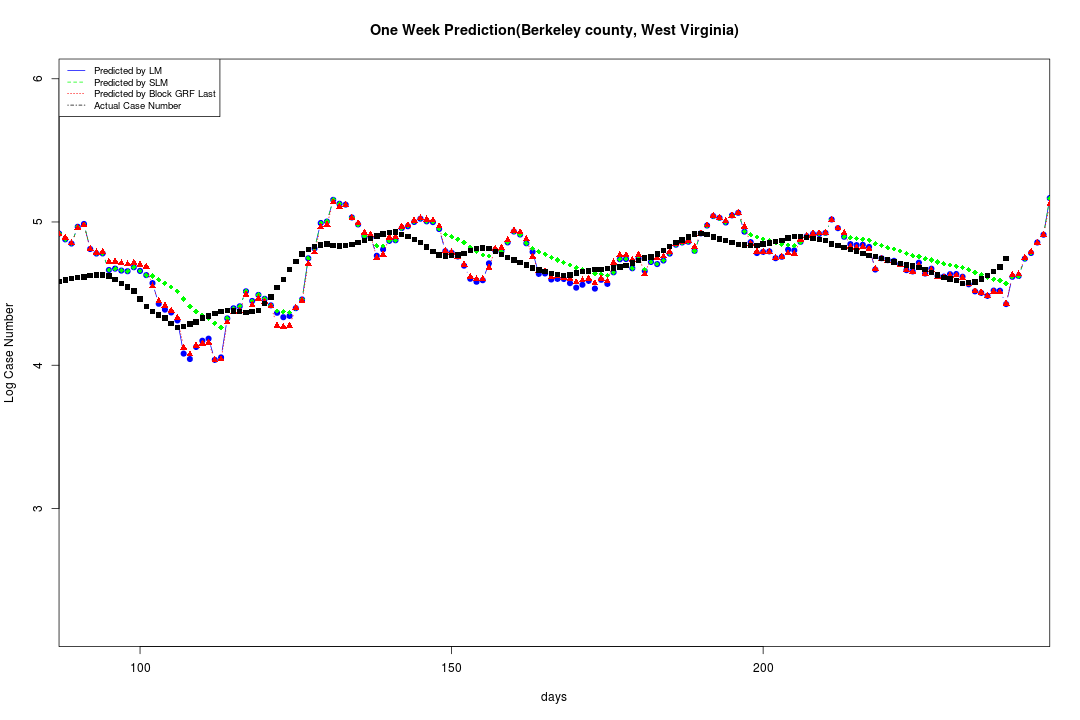 One Week Prediction(Berkeley county, West Virginia)
Predicted by LM
Predicted by SLM
Predicted by Block GRF Last
Actual Case Number
6
5
4
3
Log Case Number
100 150 200
days